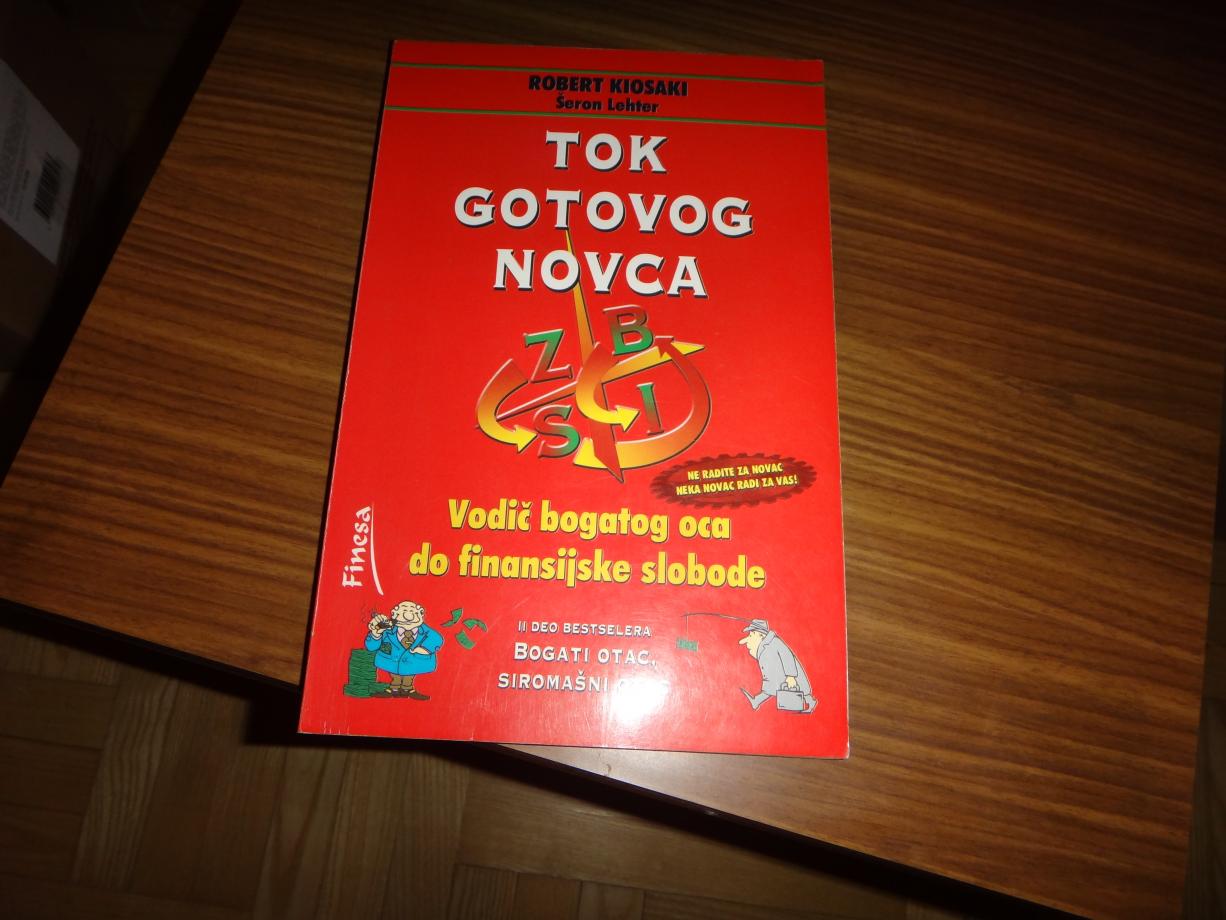 ROBERT KIOSAKI
Šeron Lehter
TOK
GOTOVOG
NOVCA
Z B
S I
NE RADITE ZA NOVAC
NEKA NOVAC RADI ZA VAS!
Vodič bogatog oca
do finansijske slobode
Finesa
II DEO BESTSELERA
BOGATI OTAC,
SIROMAŠNI